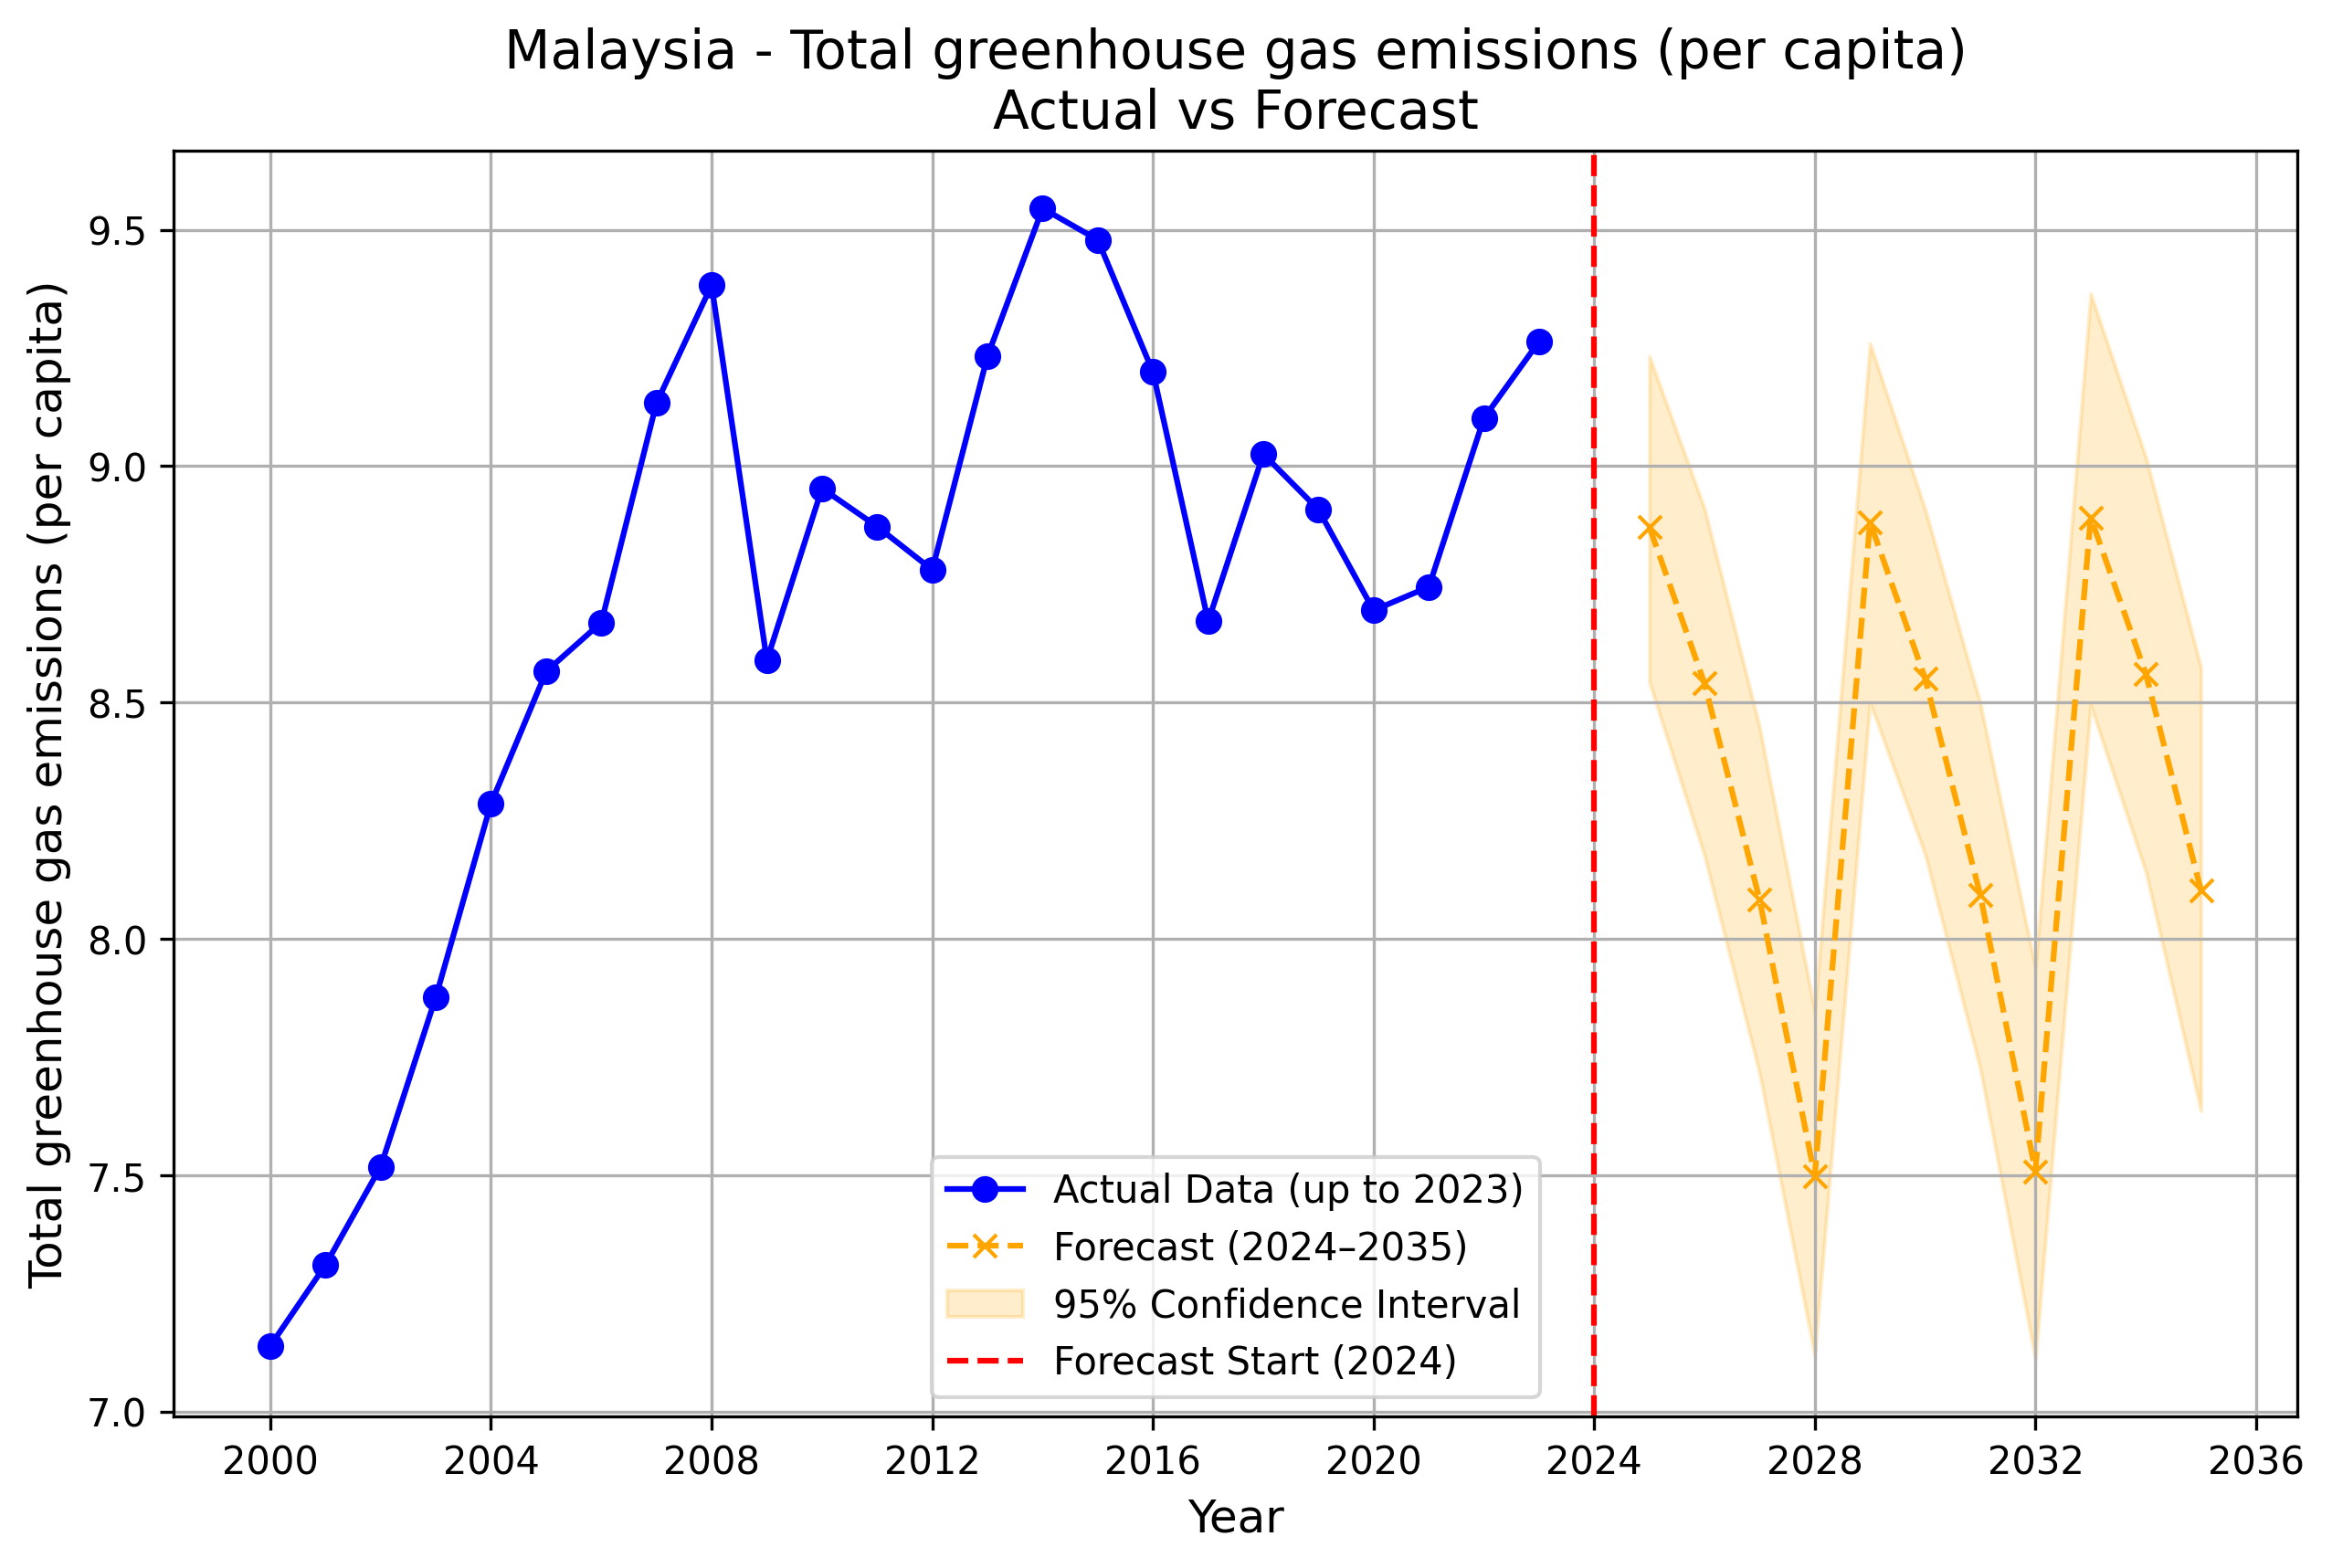 Malaysia - Total greenhouse gas emissions (per capita)
Actual vs Forecast
Total greenhouse gas emissions (per capita)
9.5
9.0
8.5
8.0
7.5
7.0
Actual Data (up to 2023)
Forecast (2024–2035)
95% Confidence Interval
Forecast Start (2024)
2000 2004 2008 2012 2016 2020 2024 2028 2032 2036
Year